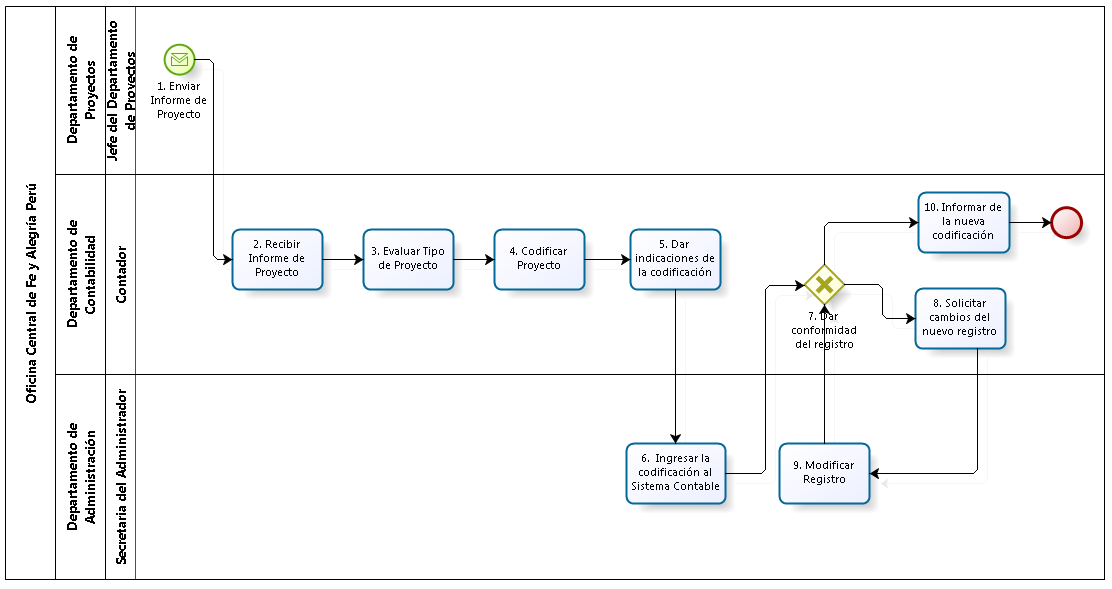 Oficina Central de Fe y Alegría Perú
Departamento de
Proyectos
Jefe del Departamento
de Proyectos
1. Enviar
Informe de
Proyecto
Departamento de
Contabilidad
Contador
2. Recibir
Informe de
Proyecto
3. Evaluar Tipo
de Proyecto
4. Codificar
Proyecto
5. Dar
indicaciones de
la codificación
7. Dar
conformidad
del registro
10. Informar de
la nueva
codificación
8. Solicitar
cambios del
nuevo registro
Departamento de
Administración
Secretaria del Administrador
6. Ingresar la
codificación al
Sistema Contable
9. Modificar
Registro